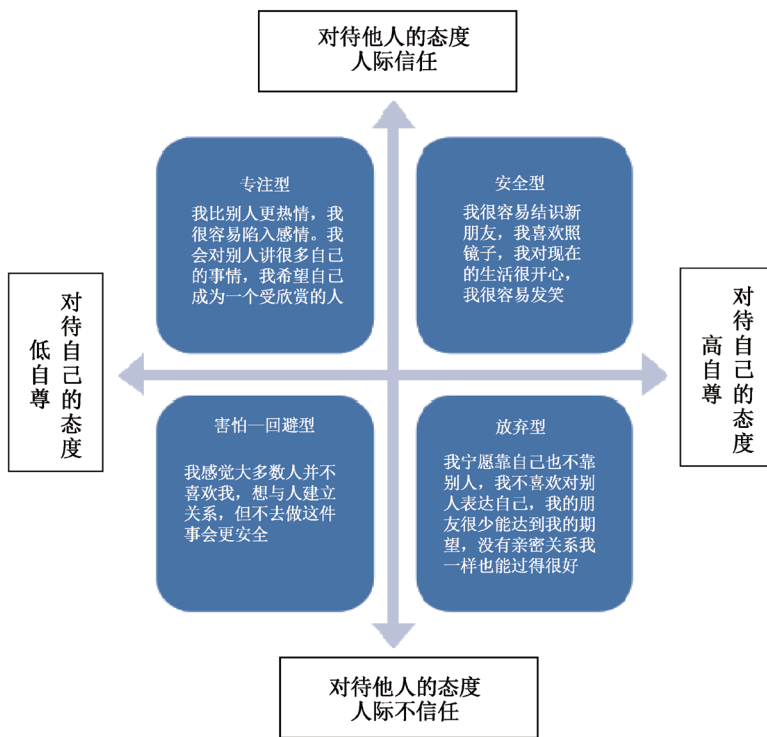 对待他人的态度
人际信任
专注型
我比别人更热情，我
很容易陷入感情。我
会对别人讲很多自己
的事情，我希望自己
成为一个受欣赏的人
安全型
我很容易结识新
朋友，我喜欢照
镜子，我对现在
的生活很开心，
我很容易发笑
对待自己的态度
低自尊
对待自己的态度
高自尊
害怕—回避型
我感觉大多数人并不
喜欢我，想与人建立
关系，但不去做这件
事会更安全
放弃型
我宁愿靠自己也不靠
别人，我不喜欢对别
人表达自己，我的朋
友很少能达到我的期
望，没有亲密关系我
一样也能过得很好
对待他人的态度
人际不信任